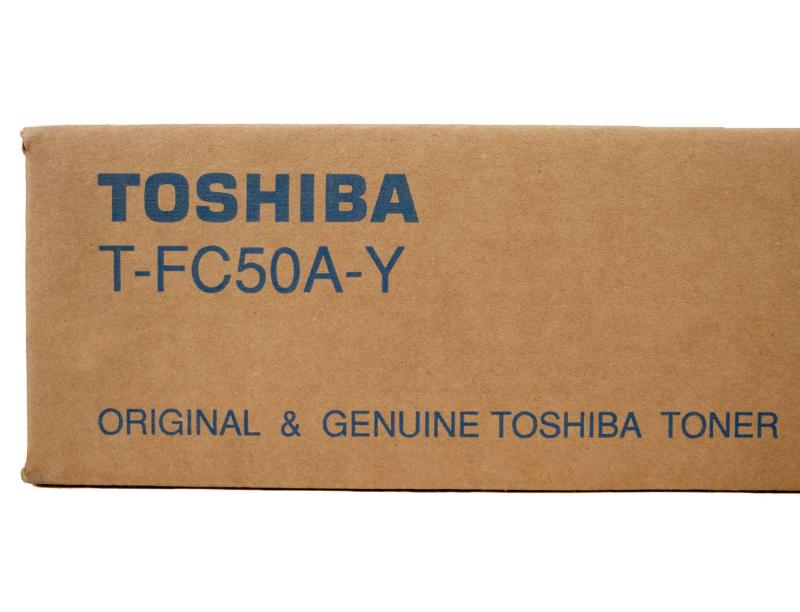 TOSHIBA
T-FC50A-Y
ORIGINAL & GENUINE TOSHIBA TONER